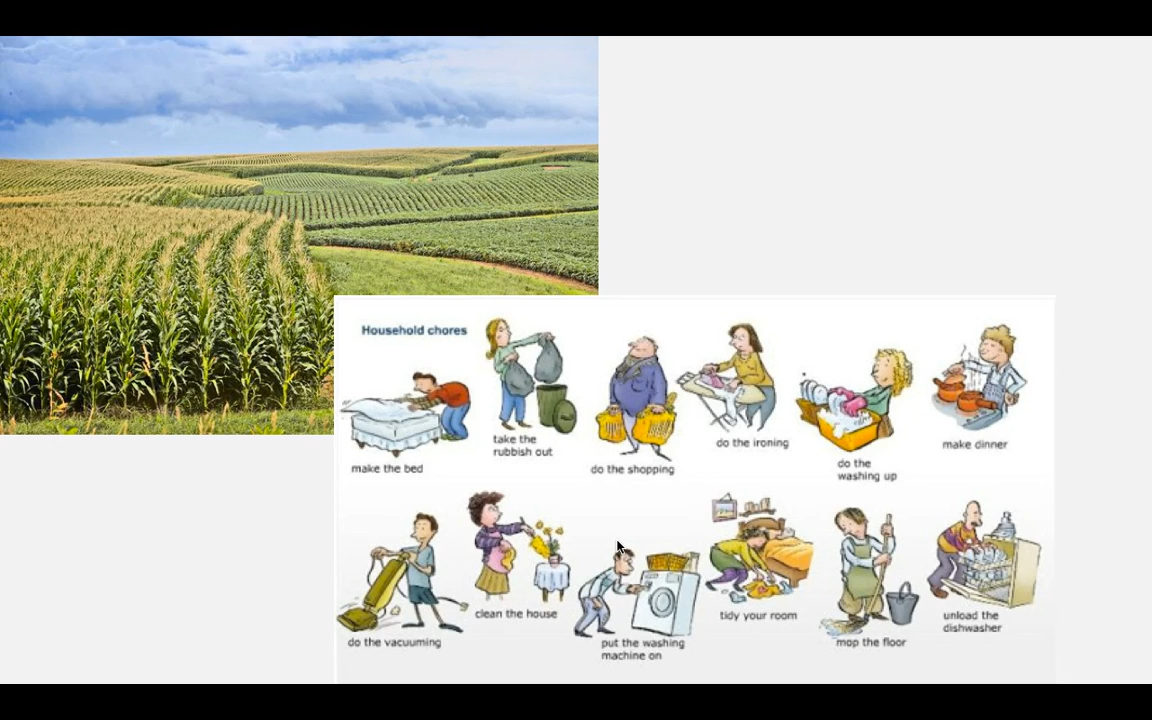 Household chores
make the bed
take the
rubbish out
do the shopping
do the ironing
do the
washing up
make dinner
do the vacuuming
clean the house
put the washing
machine on
tidy your room
mop the floor
unload the
dishwasher